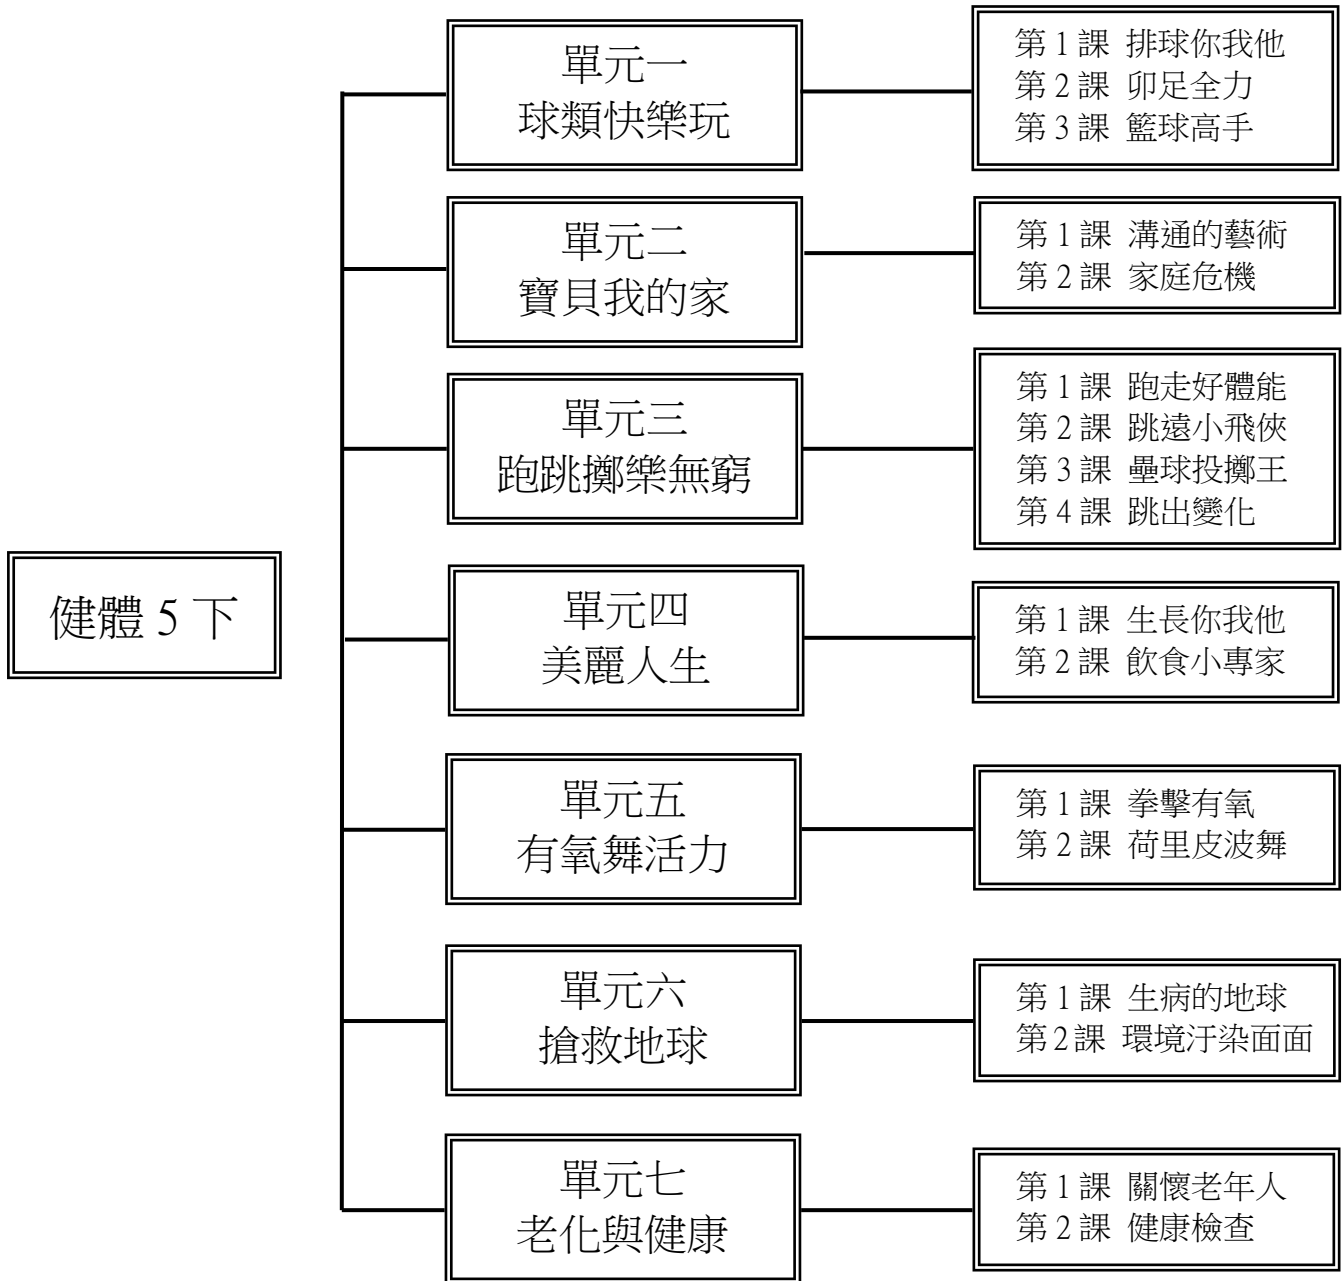 健體 5 下
單元一
球類快樂玩
第 1 課 排球你我他
第 2 課 卯足全力
第 3 課 籃球高手
單元二
寶貝我的家
第 1 課 溝通的藝術
第 2 課 家庭危機
單元三
跑跳擲樂無窮
第 1 課 跑走好體能
第 2 課 跳遠小飛俠
第 3 課 壘球投擲王
第 4 課 跳出變化
單元四
美麗人生
第 1 課 生長你我他
第 2 課 飲食小專家
單元五
有氧舞活力
第 1 課 拳擊有氧
第 2 課 荷里皮波舞
單元六
搶救地球
第 1 課 生病的地球
第 2 課 環境汙染面面
單元七
老化與健康
第 1 課 關懷老年人
第 2 課 健康檢查